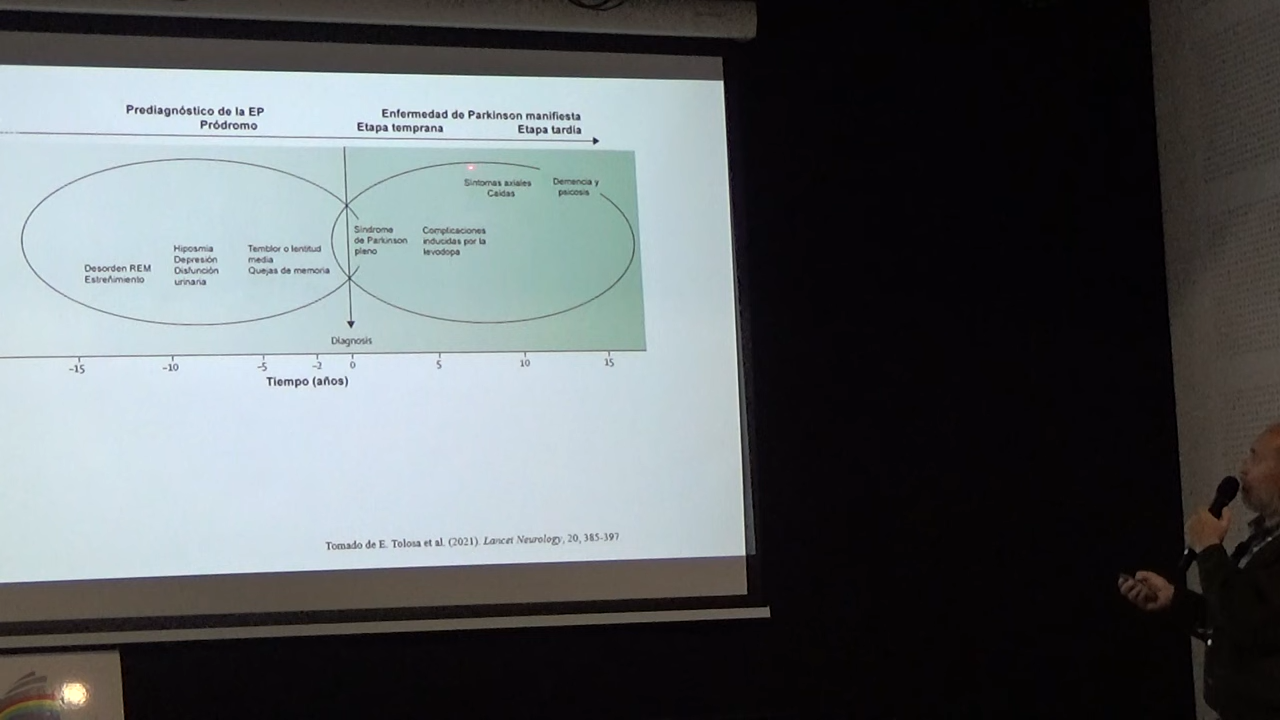 Prediagnóstico de la EP
Pródromo
Enfermedad de Parkinson manifiesta
Etapa temprana
Etapa tardía
Desorden REM
Estreñimiento
Hiposmia
Depresión
Disfunción
urinaria
Temblor o lentitud
media
Quejas de memoria
Síndrome
de Parkinson
pleno
Complicaciones
inducidas por la
levodopa
Síntomas axiales
Caídas
Demencia y
psicosis
Diagnosis
-15
-10
-5
-2
0
5
10
15
Tiempo (años)
Tomado de E. Tolosa et al. (2021). Lancet Neurology, 20, 385-397